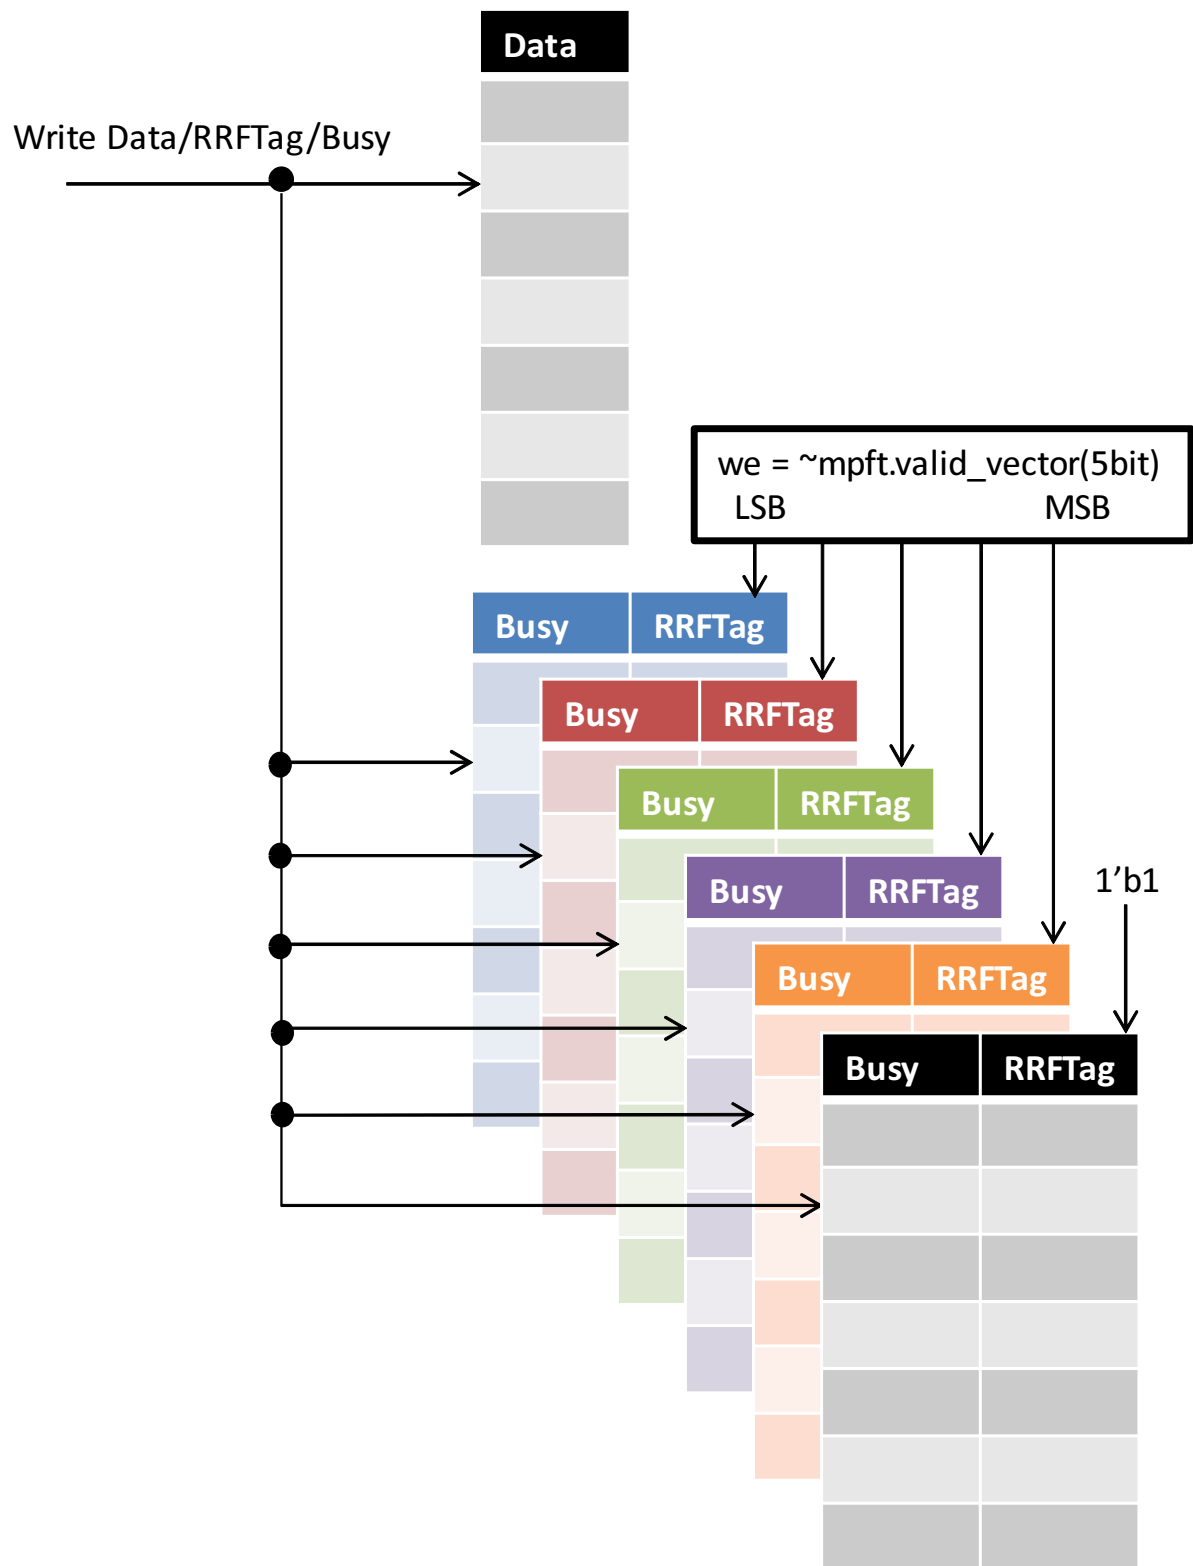 Data
Write Data/RRFTag/Busy
we = ~mpft.valid_vector(5bit)
LSB MSB
Busy RRFTag
Busy RRFTag
Busy RRFTag
Busy RRFTag
1’b1
Busy RRFTag
Busy RRFTag